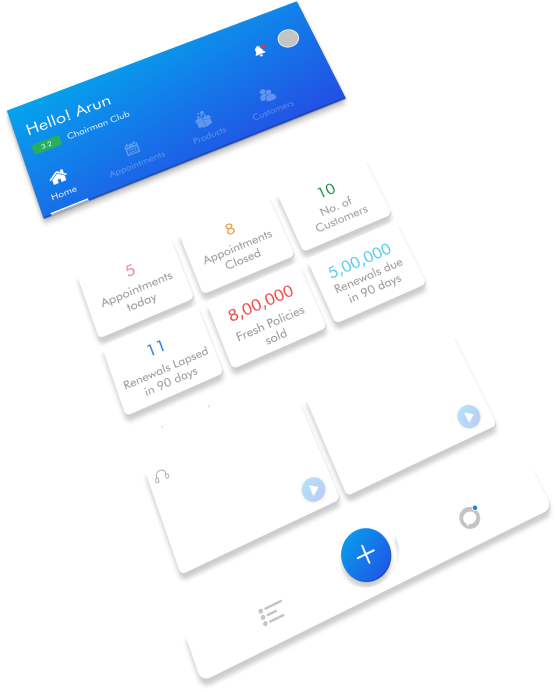 Hello! Arun
3.2 Chairman Club
Home
Appointments
Products
Customers
5
Appointments
today
8
Appointments
Closed
10
No. of
Customers
11
Renewals Lapsed
in 90 days
8,00,000
Fresh Policies
sold
5,00,000
Renewals due
in 90 days